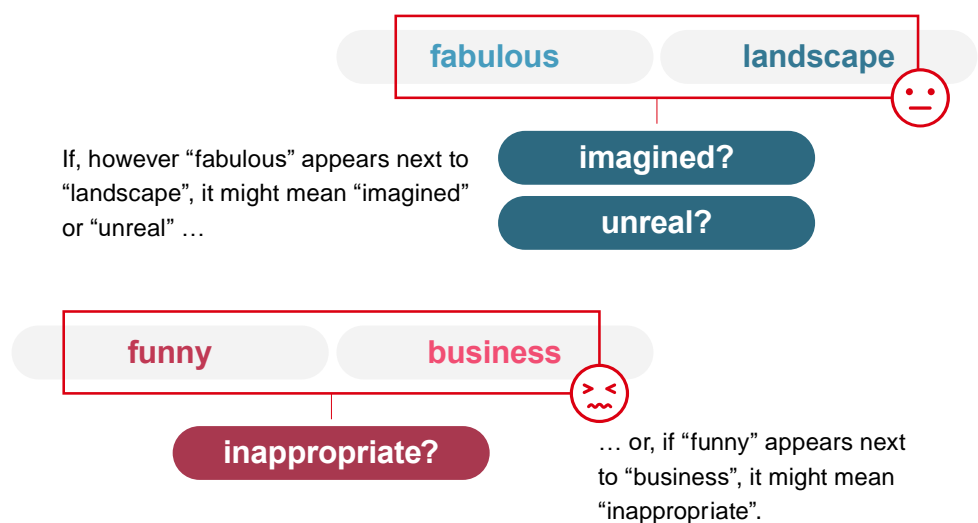 fabulous landscape
If, however “fabulous” appears next to
“landscape”, it might mean “imagined”
or “unreal” …
imagined?
unreal?
funny business
inappropriate?
… or, if “funny” appears next
to “business”, it might mean
“inappropriate”.